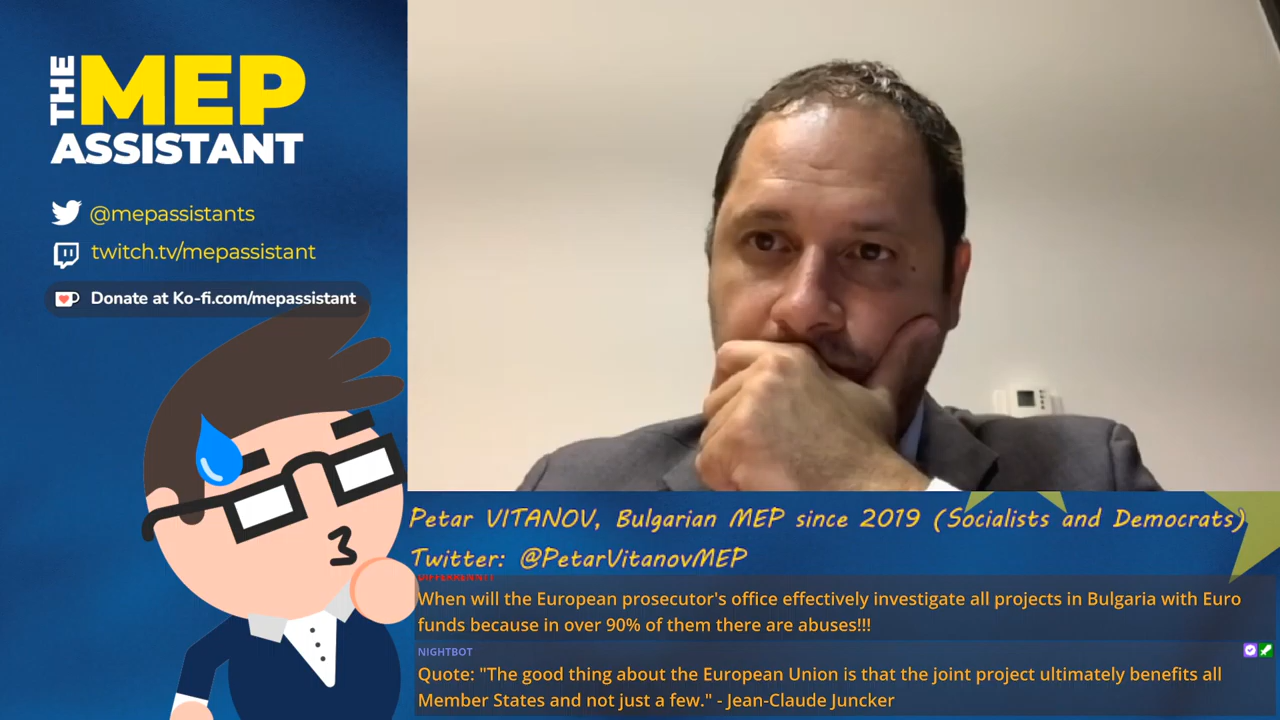 THE
MEP
ASSISTANT
@mepassistants
twitch.tv/mepassistant
Donate at Ko-fi.com/mepassistant
Petar VITANOV, Bulgarian MEP since 2019 (Socialists and Democrats)
Twitter: @PetarVitanovMEP
When will the European prosecutor's office effectively investigate all projects in Bulgaria with Euro
funds because in over 90% of them there are abuses!!!
NIGHTBOT
Quote: "The good thing about the European Union is that the joint project ultimately benefits all
Member States and not just a few." - Jean-Claude Juncker